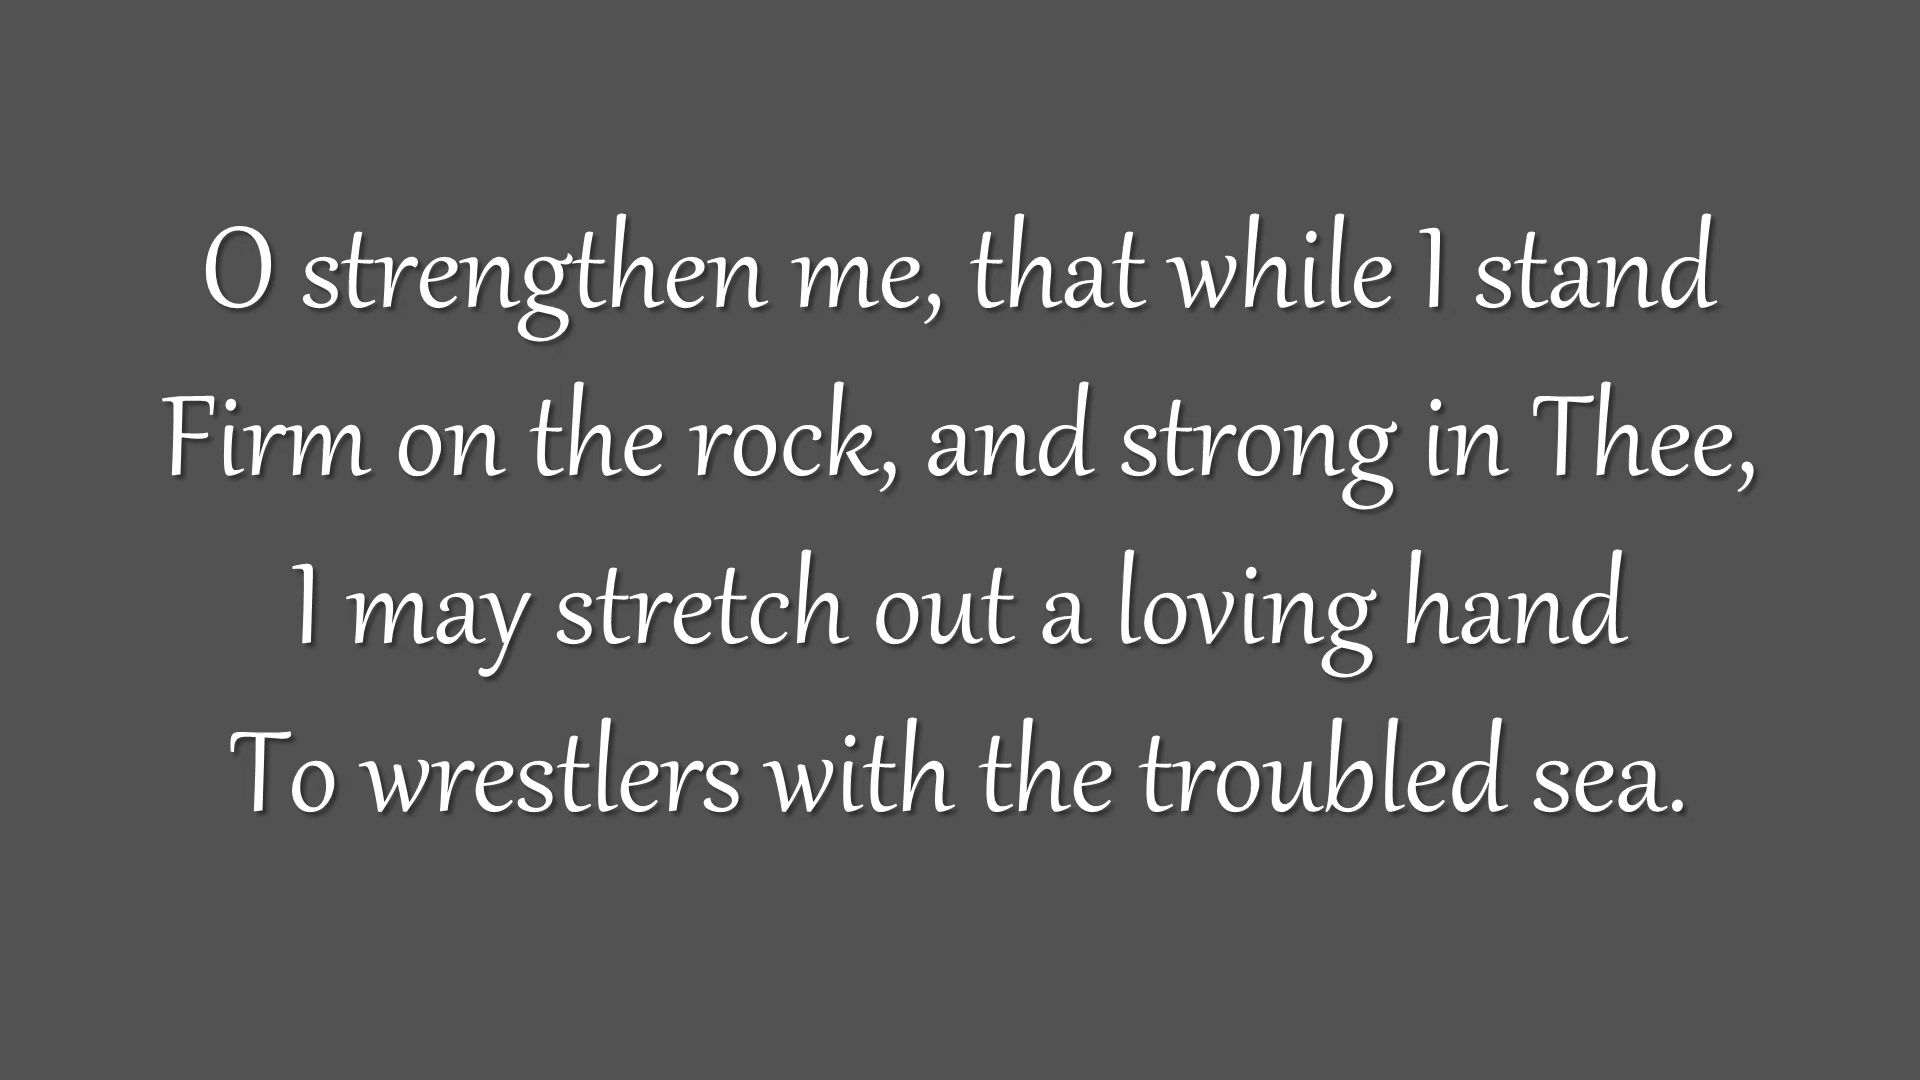 O strengthen me, that while I stand
Firm on the rock, and strong in Thee,
I may stretch out a loving hand
To wrestlers with the troubled sea.